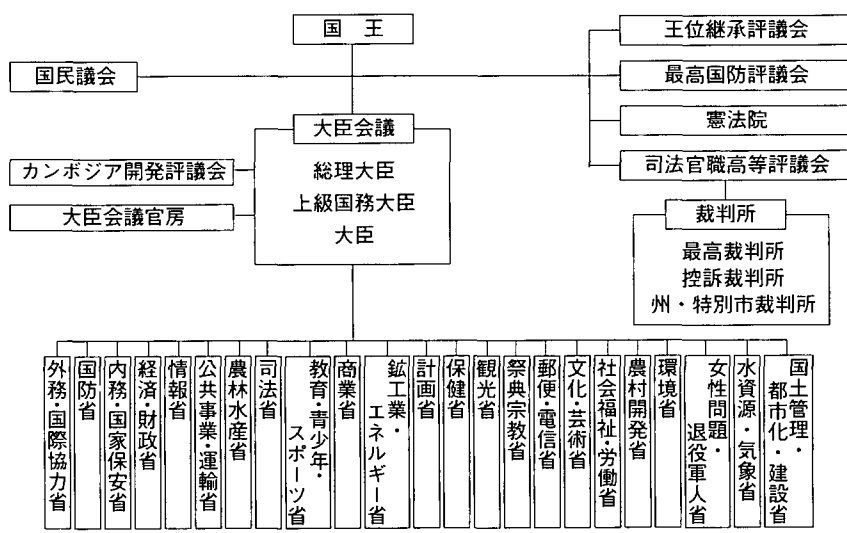 国王
王位継承評議会
国民議会
最高国防評議会
憲法院
大臣会議
総理大臣
上級国務大臣
大臣
カンボジア開発評議会
大臣会議官房
司法官職高等評議会
裁判所
最高裁判所
控訴裁判所
州・特別市裁判所
外務・国際協力省
国防省
内務・国家保安省
経済・財政省
情報省
公共事業・運輸省
農林水産省
司法省
教育・青少年・
スポーツ省
商業省
鉱工業・
エネルギー省
計画省
保健省
観光省
祭典宗教省
郵便・電信省
文化・芸術省
社会福祉・労働省
農村開発省
環境省
女性問題・
退役軍人省
水資源・気象省
国土管理・
都市化・建設省